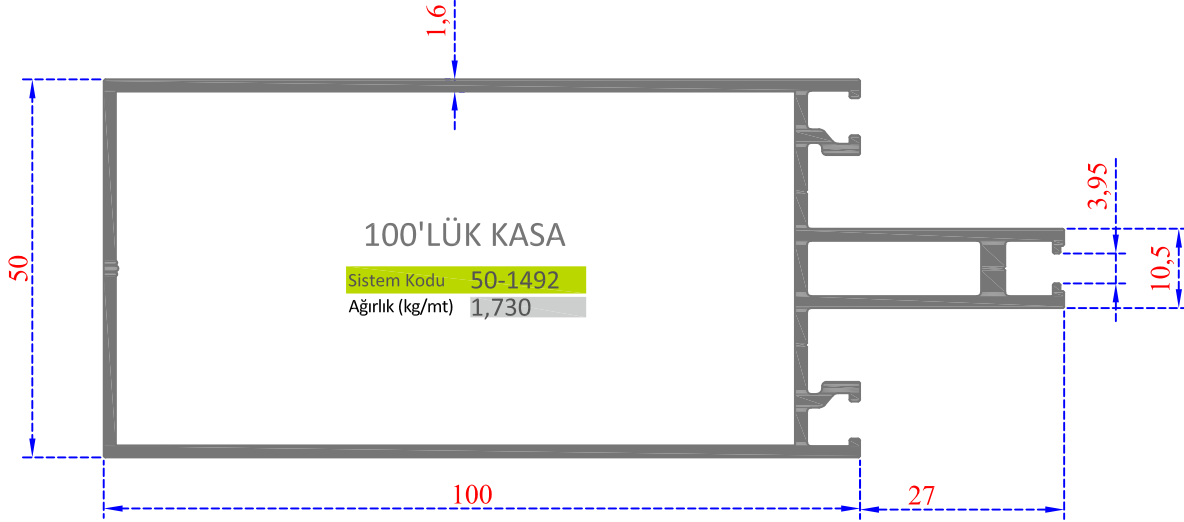 1,6
100'LÜK KASA
3,95
50
10,5
Sistem Kodu 50-1492
Ağırlık (kg/mt) 1,730
100
27